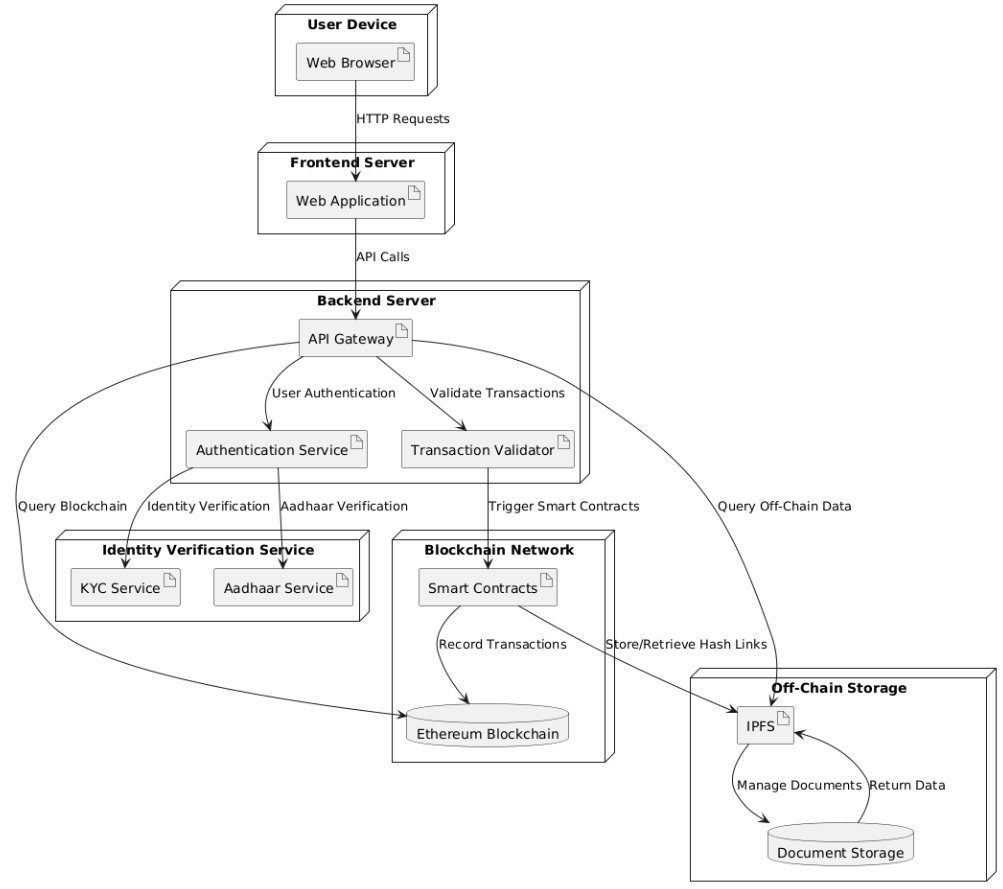 User Device
Web Browser
HTTP Requests
Frontend Server
Web Application
API Calls
Backend Server
API Gateway
User Authentication
Validate Transactions
Authentication Service
Transaction Validator
Query Blockchain
Identity Verification
Aadhaar Verification
Trigger Smart Contracts
Query Off-Chain Data
Identity Verification Service
Blockchain Network
KYC Service
Aadhaar Service
Smart Contracts
Record Transactions
Store/Retrieve Hash Links
Off-Chain Storage
IPFS
Ethereum Blockchain
Manage Documents
Return Data
Document Storage